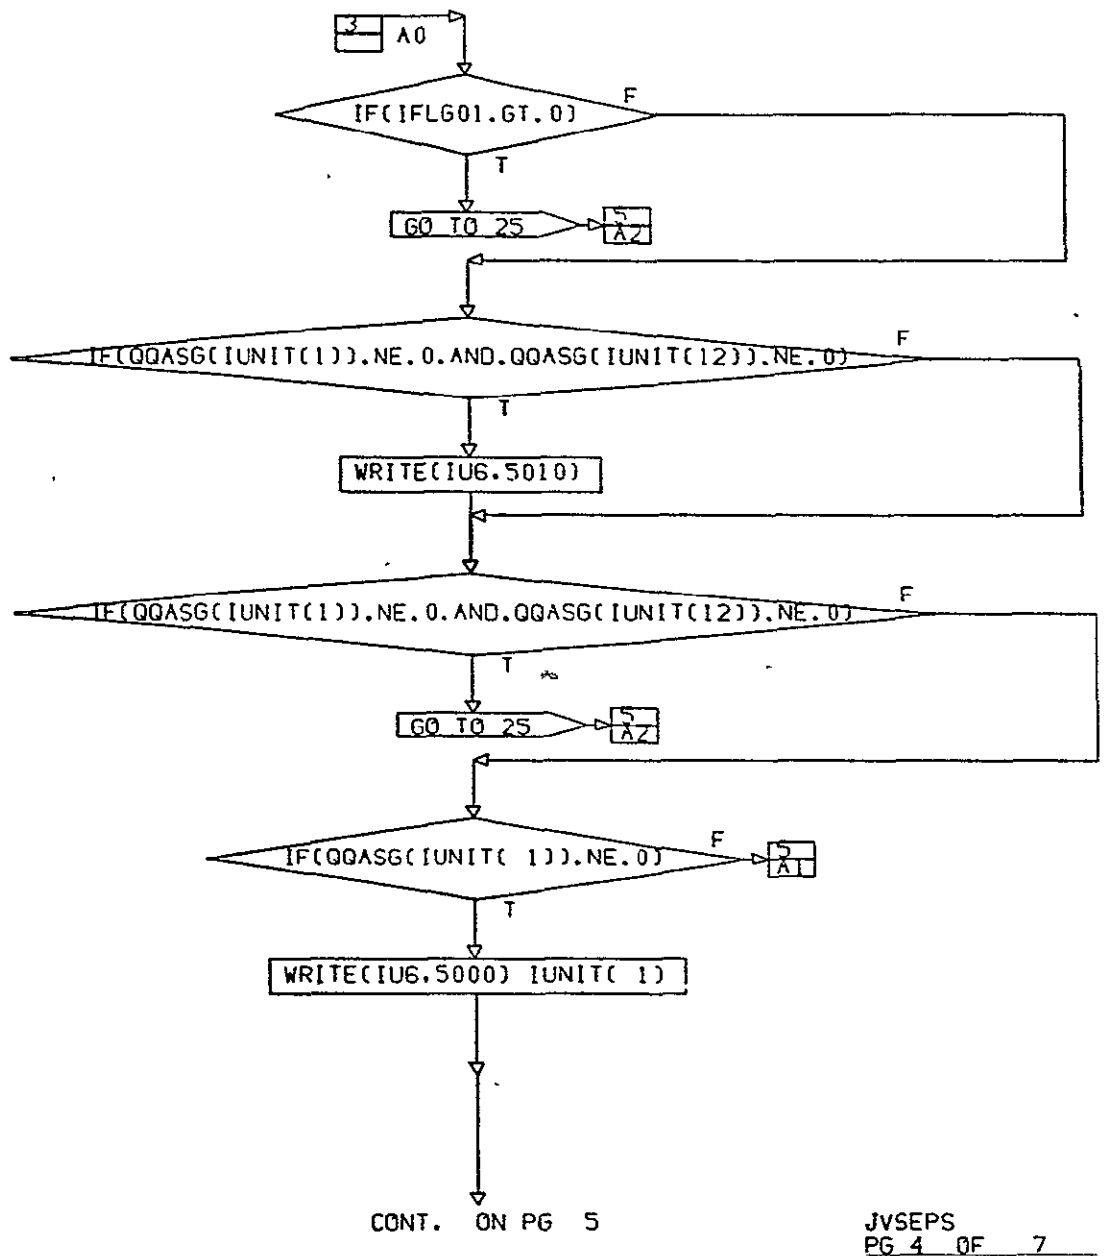 3
A0
IF(IFLG01.GT.0)
F
T
GO TO 25
5
A2
IF(QQASG(IUNIT(1)).NE.0.AND.QQASG(IUNIT(12)).NE.0)
F
T
WRITE(IU6.5010)
IF(QQASG(IUNIT(1)).NE.0.AND.QQASG(IUNIT(12)).NE.0)
F
T
GO TO 25
5
A2
IF(QQASG(IUNIT( 1)).NE.0)
F
5
A1
T
WRITE(IU6.5000) IUNIT( 1)
CONT. ON PG 5
JVSEPS
PG 4 OF 7